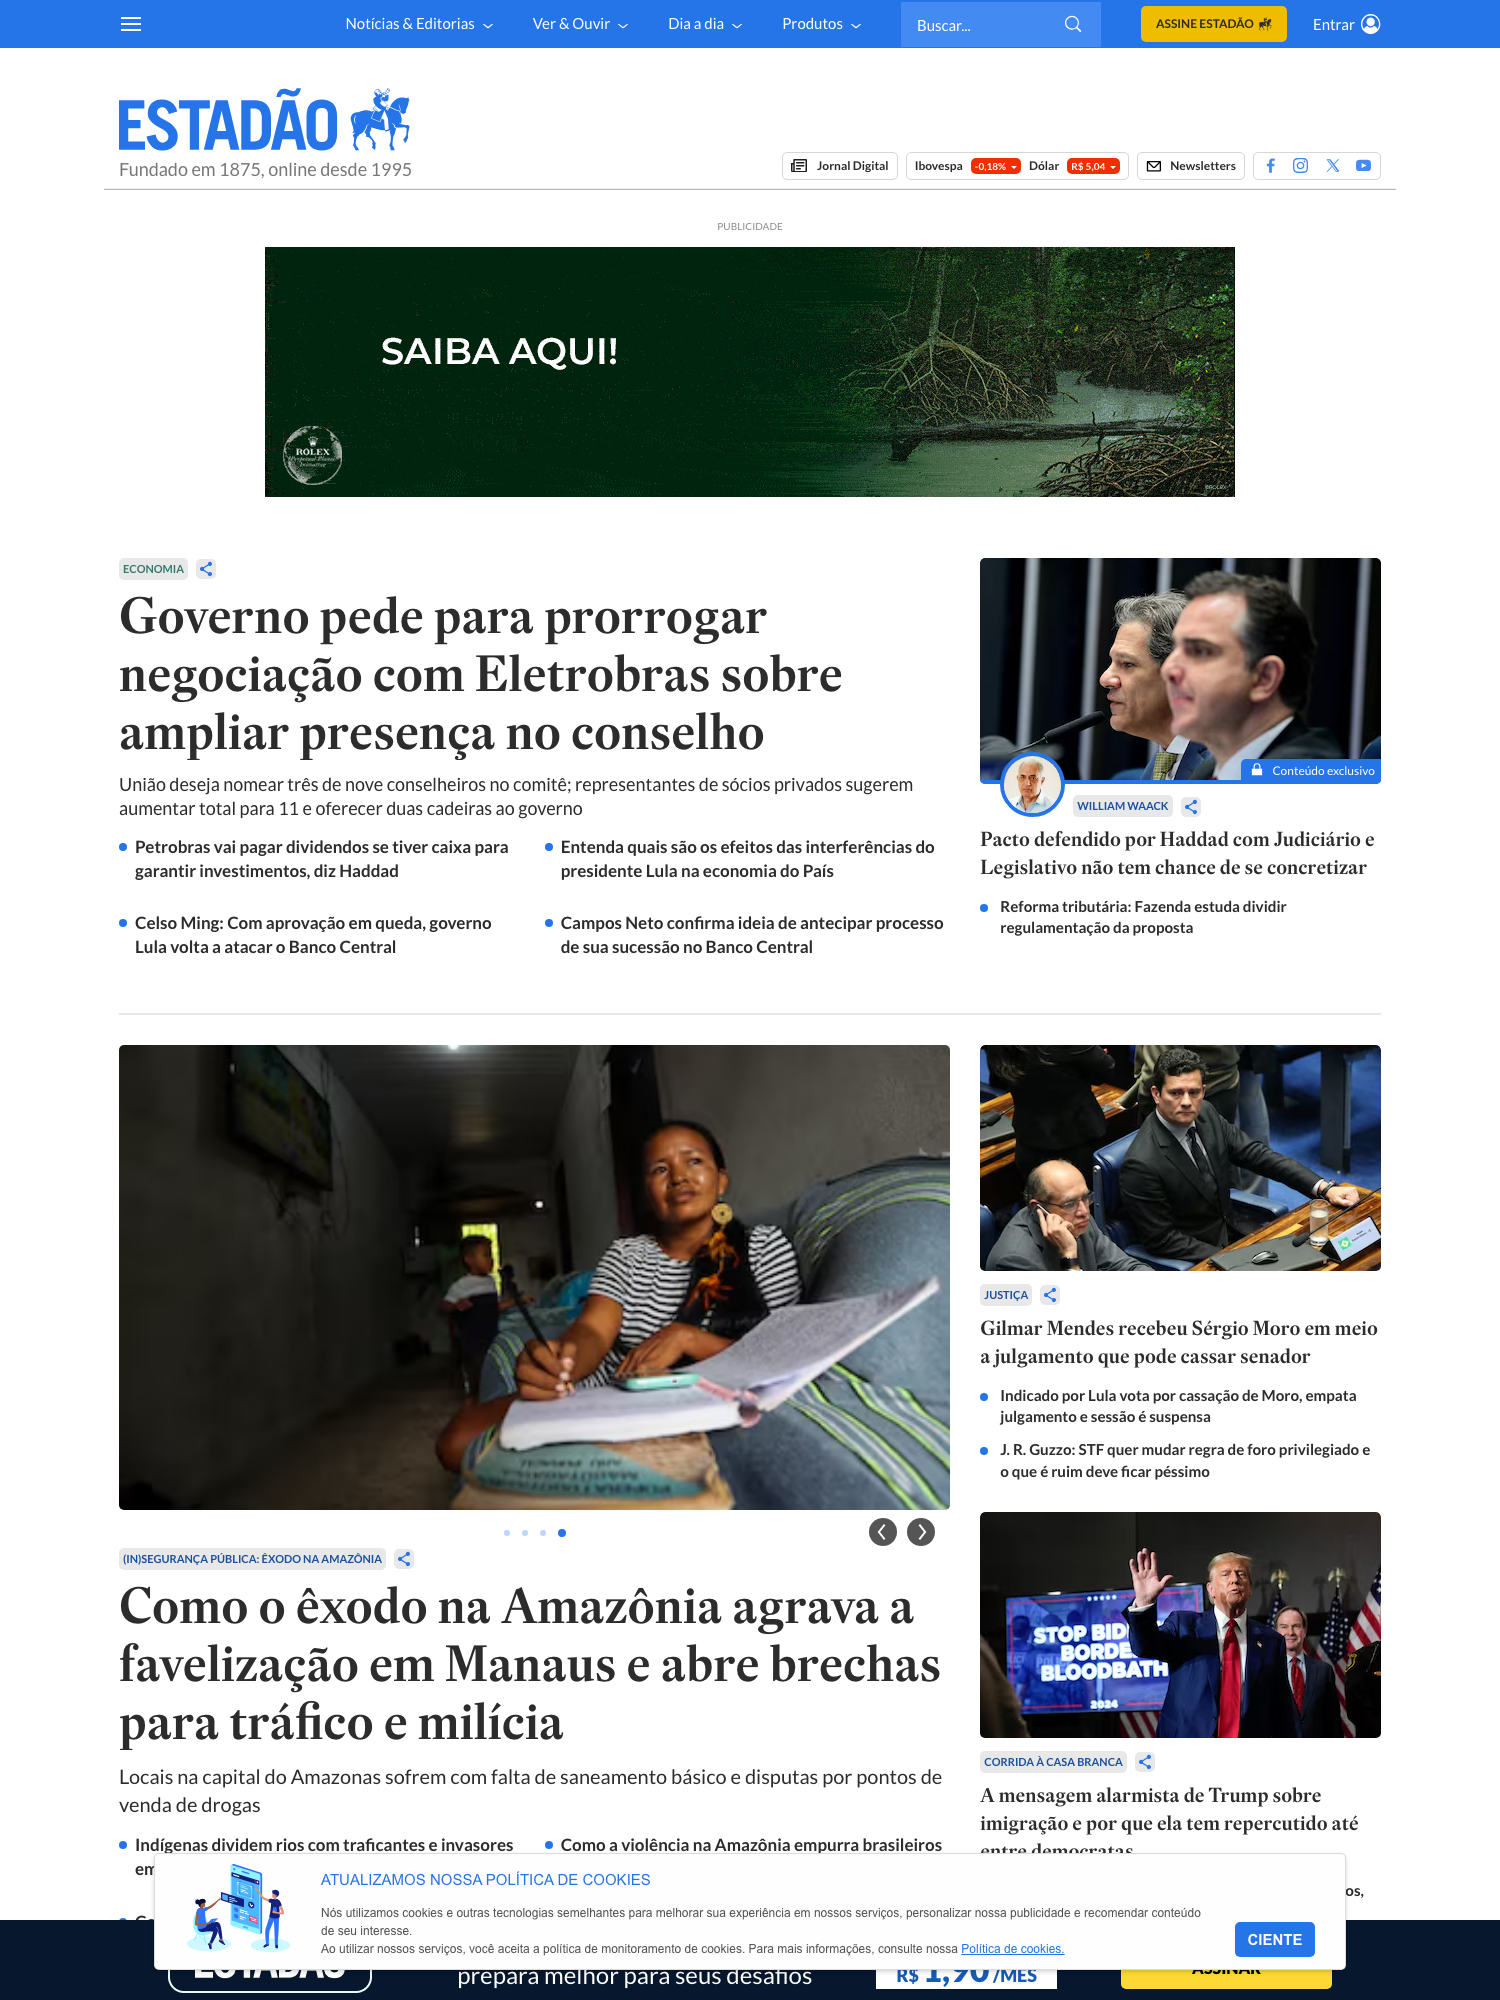 Notícias & Editorias
Ver & Ouvir
Dia a dia
Produtos
Buscar...
ASSINE ESTADÃO
Entrar
ESTADÃO
Fundado em 1875, online desde 1995
Jornal Digital
Ibovespa -0,18% Dólar R$ 5,04
Newsletters
PUBLICIDADE
SAIBA AQUI!
ROLEX
Perpetual Planet
Initiative
©ROLEX
ECONOMIA
Governo pede para prorrogar
negociação com Eletrobras sobre
ampliar presença no conselho
União deseja nomear três de nove conselheiros no comitê; representantes de sócios privados sugerem
aumentar total para 11 e oferecer duas cadeiras ao governo
Petrobras vai pagar dividendos se tiver caixa para
garantir investimentos, diz Haddad
Entenda quais são os efeitos das interferências do
presidente Lula na economia do País
Celso Ming: Com aprovação em queda, governo
Lula volta a atacar o Banco Central
Campos Neto confirma ideia de antecipar processo
de sua sucessão no Banco Central
Conteúdo exclusivo
WILLIAM WAACK
Pacto defendido por Haddad com Judiciário e
Legislativo não tem chance de se concretizar
Reforma tributária: Fazenda estuda dividir
regulamentação da proposta
(IN)SEGURANÇA PÚBLICA: ÊXODO NA AMAZÔNIA
Como o êxodo na Amazônia agrava a
favelização em Manaus e abre brechas
para tráfico e milícia
Locais na capital do Amazonas sofrem com falta de saneamento básico e disputas por pontos de
venda de drogas
Indígenas dividem rios com traficantes e invasores
em
Como a violência na Amazônia empurra brasileiros
JUSTIÇA
Gilmar Mendes recebeu Sérgio Moro em meio
a julgamento que pode cassar senador
Indicado por Lula vota por cassação de Moro, empata
julgamento e sessão é suspensa
J. R. Guzzo: STF quer mudar regra de foro privilegiado e
o que é ruim deve ficar péssimo
STOP BID
BORDE
BLOODBATH
2024
CORRIDA À CASA BRANCA
A mensagem alarmista de Trump sobre
imigração e por que ela tem repercutido até
entre democratas
os,
ATUALIZAMOS NOSSA POLÍTICA DE COOKIES
Nós utilizamos cookies e outras tecnologias semelhantes para melhorar sua experiência em nossos serviços, personalizar nossa publicidade e recomendar conteúdo
de seu interesse.
Ao utilizar nossos serviços, você aceita a política de monitoramento de cookies. Para mais informações, consulte nossa Política de cookies.
CIENTE
ESTADÃO
prepara melhor para seus desafios
R$ 1,90/MÊS
ASSINAR